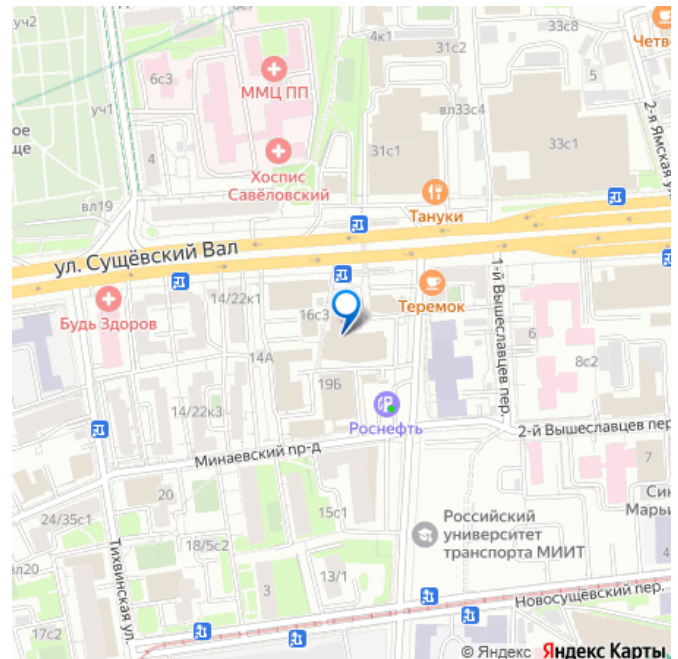 уч2
6с3
ММЦ ПП
4к1
31с2
33с8
Четв
5
2-я Ямская ул.
уч1
ое
ще
4
вл33с4
33с1
31с1
Хоспис
Савёловский
Тануки
вл19
ул. Сущёвский Вал
Будь Здоров
14/22к1
16с3
Теремок
1-й Вышеславцев пер.
6
14А
8с2
19Б
14/22к3
Роснефть
2-й Вышеславцев пер
Минаевский пр-д
7
Син
Марьи
20
24/35с1
15с1
18/5с2
Российский
университет
транспорта МИИТ
4
вл20
Тихвинская ул.
3
13/1
Новосущёвский пер.
17с2
© Яндекс Яндекс Карты